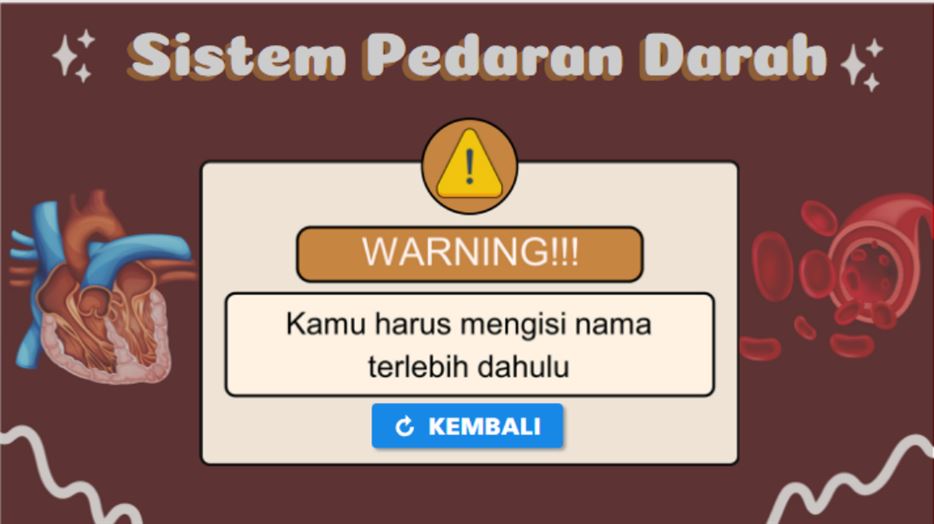 Sistem Pedaran Darah
WARNING!!!
Kamu harus mengisi nama
terlebih dahulu
KEMBALI